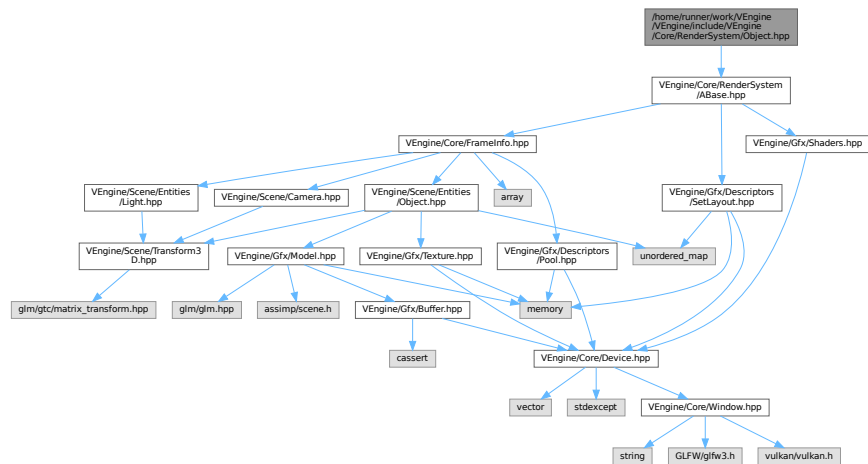 /home/runner/work/VEngine
/VEngine/include/VEngine
/Core/RenderSystem/Object.hpp
VEngine/Core/RenderSystem
/ABase.hpp
VEngine/Core/FrameInfo.hpp
VEngine/Gfx/Shaders.hpp
VEngine/Scene/Entities
/Light.hpp
VEngine/Scene/Camera.hpp
VEngine/Scene/Entities
/Object.hpp
array
VEngine/Gfx/Descriptors
/SetLayout.hpp
VEngine/Scene/Transform3
D.hpp
VEngine/Gfx/Model.hpp
VEngine/Gfx/Texture.hpp
VEngine/Gfx/Descriptors
/Pool.hpp
unordered_map
glm/gtc/matrix_transform.hpp
glm/glm.hpp
assimp/scene.h
VEngine/Gfx/Buffer.hpp
memory
cassert
VEngine/Core/Device.hpp
vector
stdexcept
VEngine/Core/Window.hpp
string
GLFW/glfw3.h
vulkan/vulkan.h